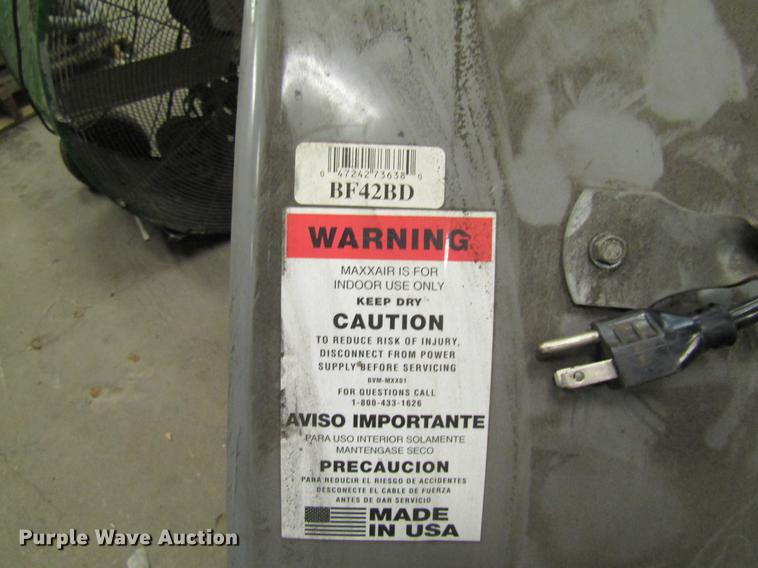 0 47242 73638 0
BF42BD
WARNING
MAXXAIR IS FOR
INDOOR USE ONLY
KEEP DRY
CAUTION
TO REDUCE RISK OF INJURY,
DISCONNECT FROM POWER
SUPPLY BEFORE SERVICING
BVM-MXX01
FOR QUESTIONS CALL
1-800-433-1626
AVISO IMPORTANTE
PARA USO INTERIOR SOLAMENTE
MANTENGASE SECO
PRECAUCION
PARA REDUCIR EL RIESGO DE ACCIDENTES
DESCONECTE EL CABLE DE FUERZA
ANTES DE DAR SERVICIO
MADE
IN USA
Purple Wave Auction